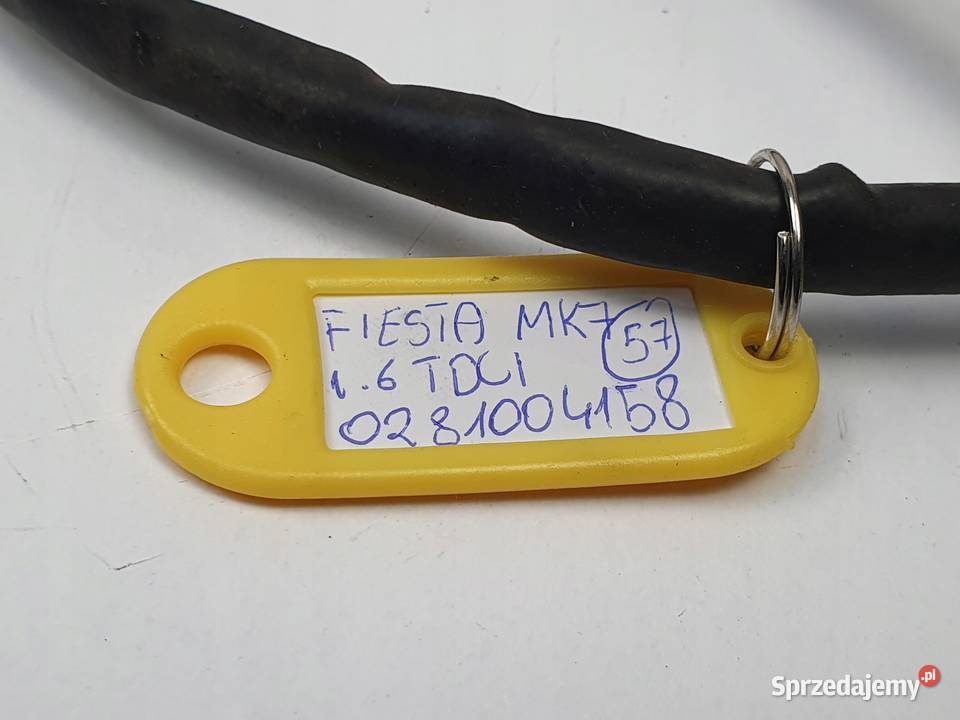 FIESTA MK7 57
1.6 TDCI
0281004158
Sprzedajemy.pl